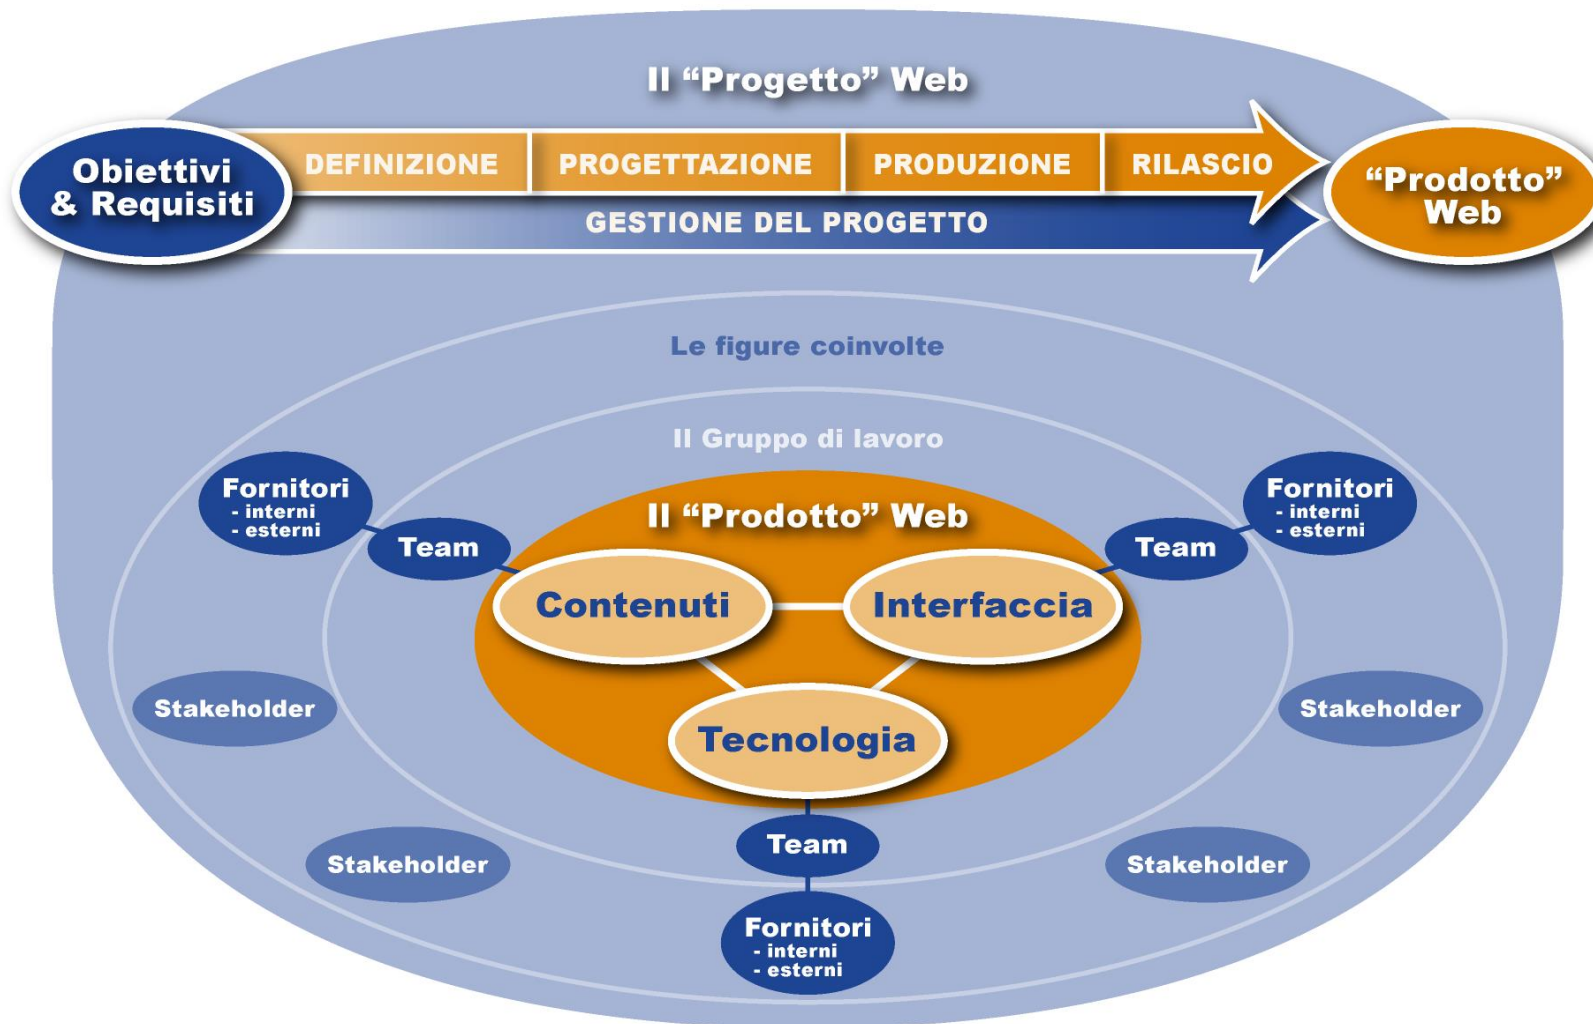 Il “Progetto” Web
Obiettivi
& Requisiti
DEFINIZIONE
PROGETTAZIONE
PRODUZIONE
RILASCIO
“Prodotto”
Web
GESTIONE DEL PROGETTO
Le figure coinvolte
Il Gruppo di lavoro
Fornitori
- interni
- esterni
Team
Il “Prodotto” Web
Team
Fornitori
- interni
- esterni
Contenuti
Interfaccia
Tecnologia
Stakeholder
Stakeholder
Stakeholder
Stakeholder
Team
Fornitori
- interni
- esterni